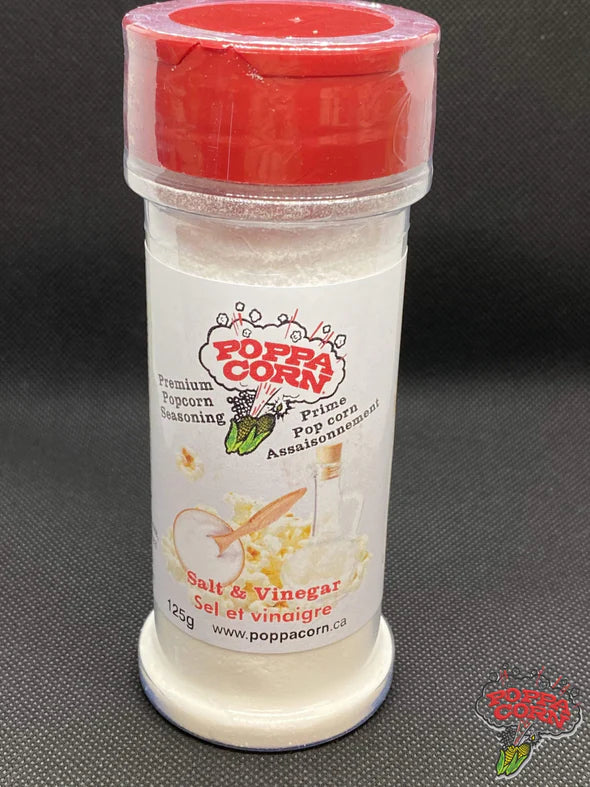 POPPA
CORN
Premium
Popcorn
Seasoning
Prime
Pop corn
Assaisonnement
Salt & Vinegar
Sel et vinaigre
125g
www.poppacorn.ca
POPPA
CORN